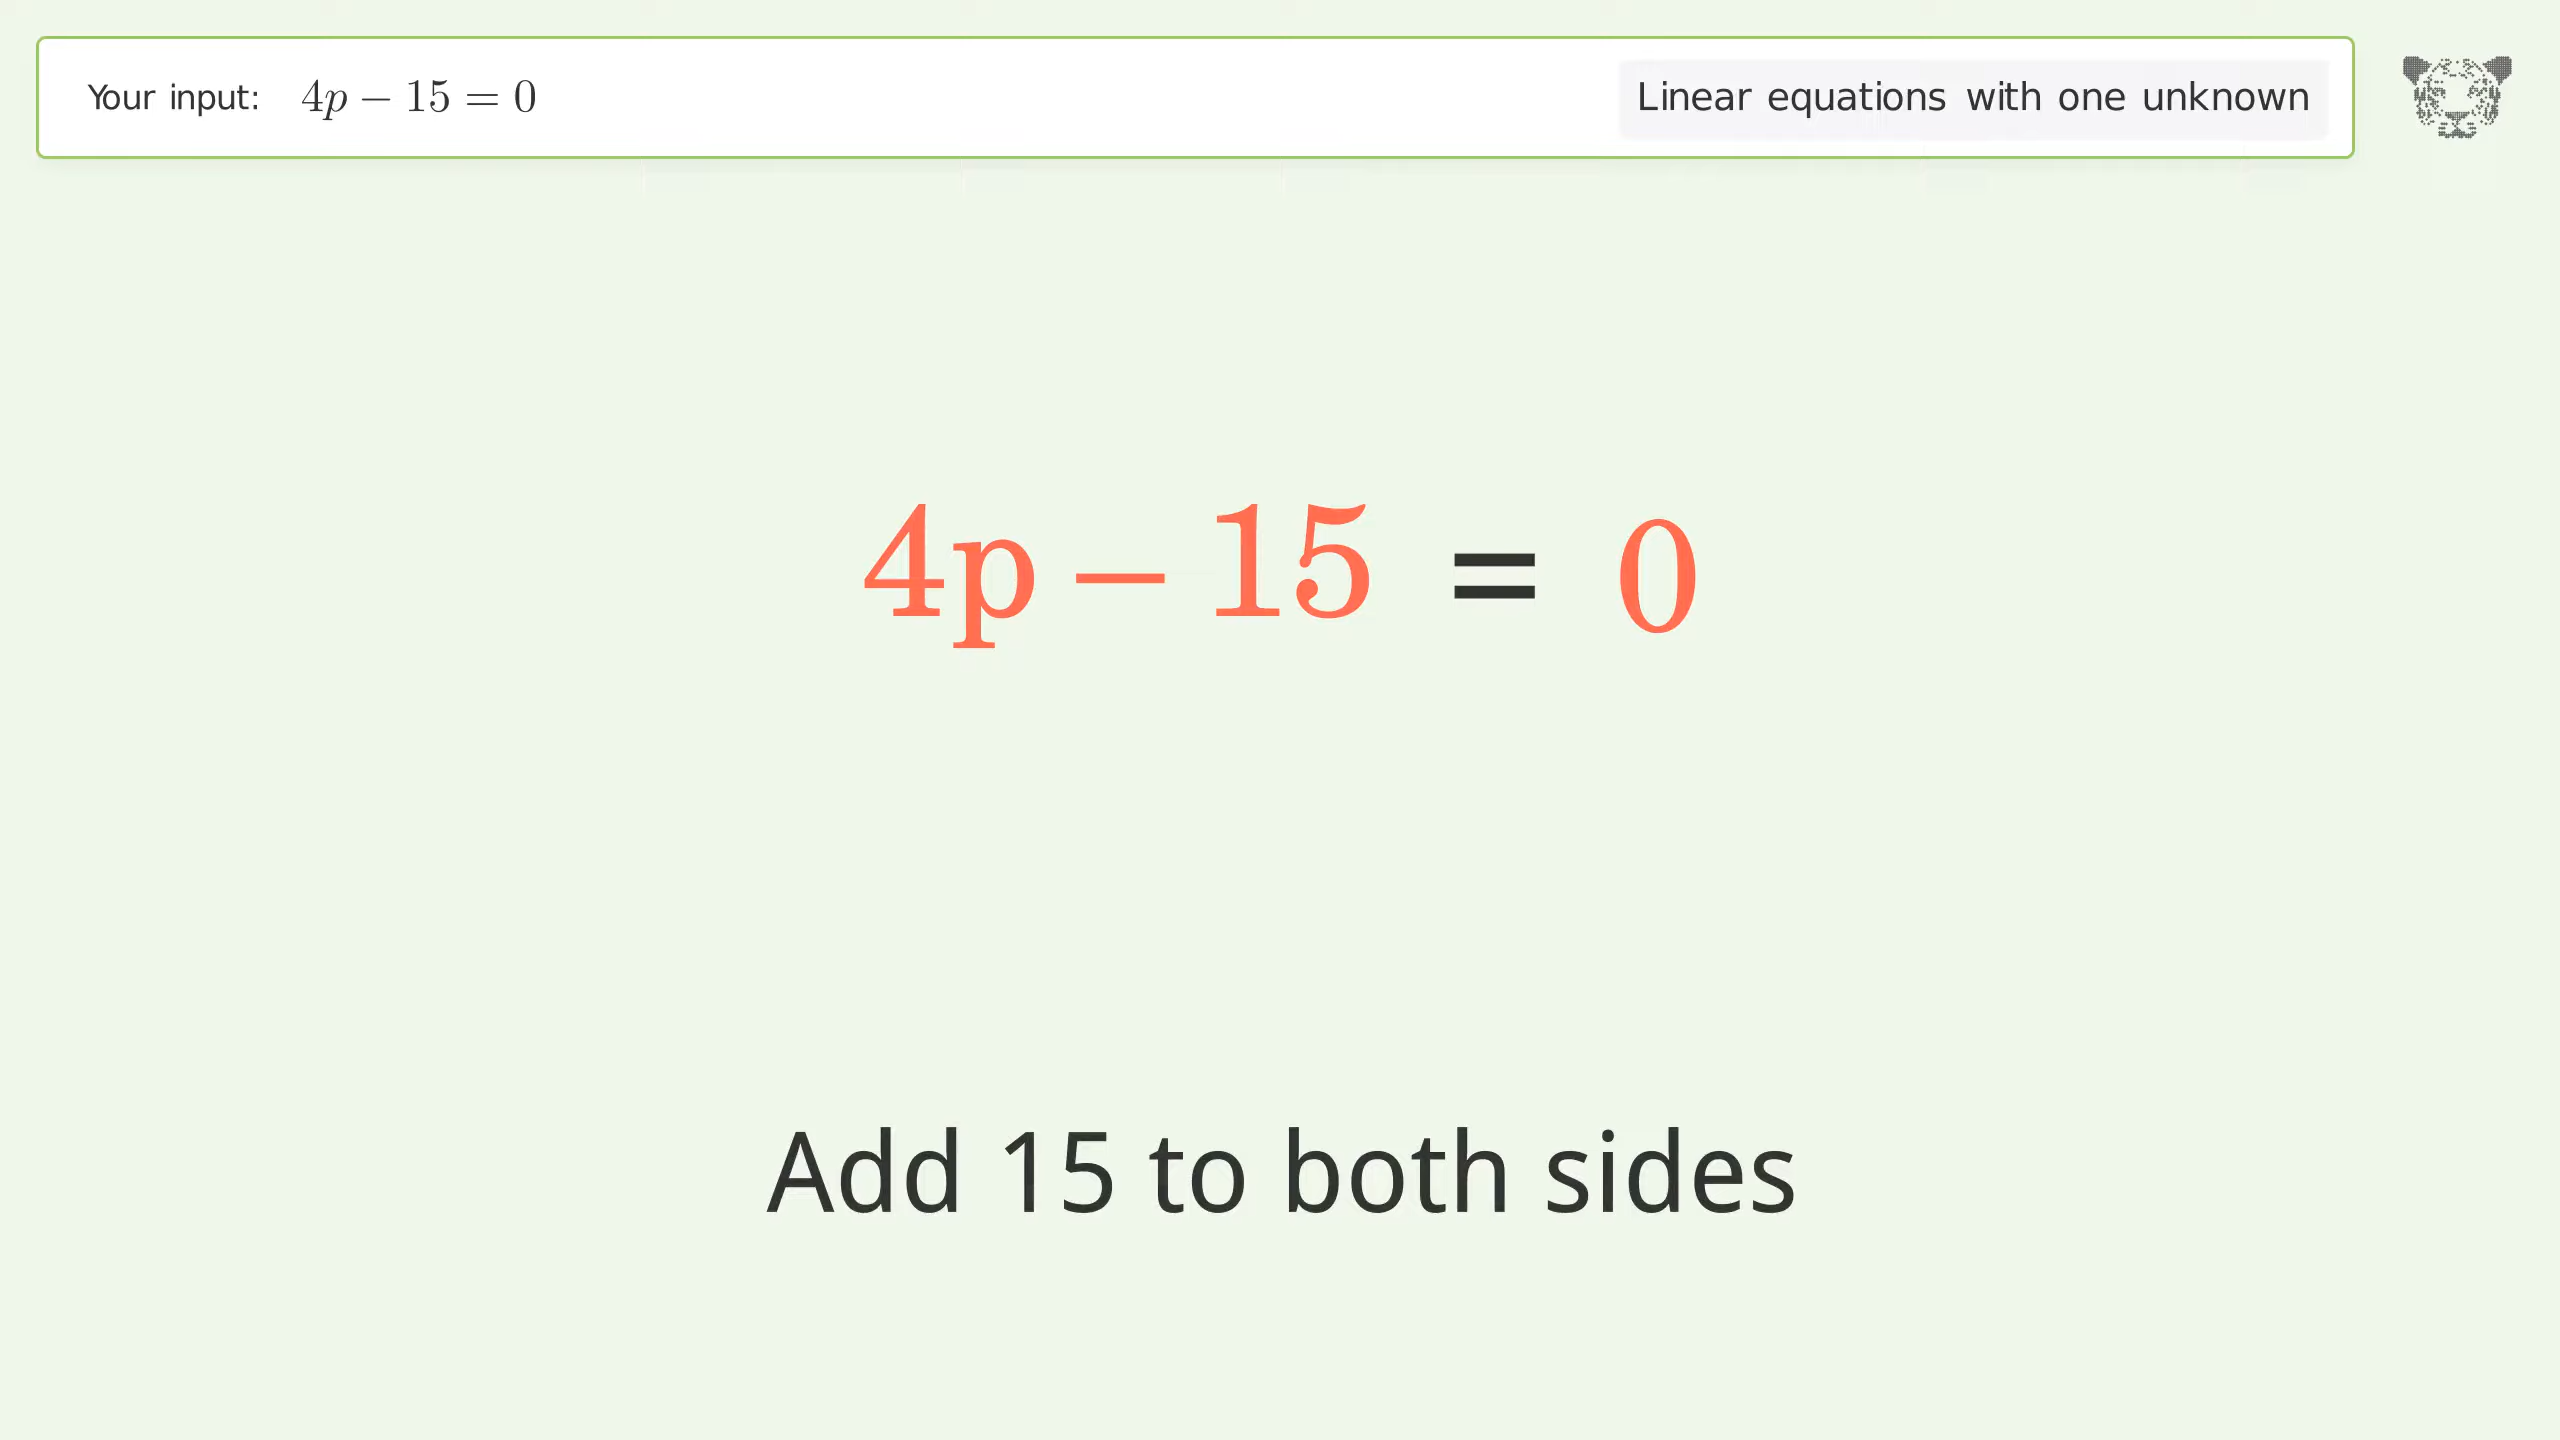 Your input: 4p − 15 = 0
Linear equations with one unknown
4p − 15 = 0
Add 15 to both sides